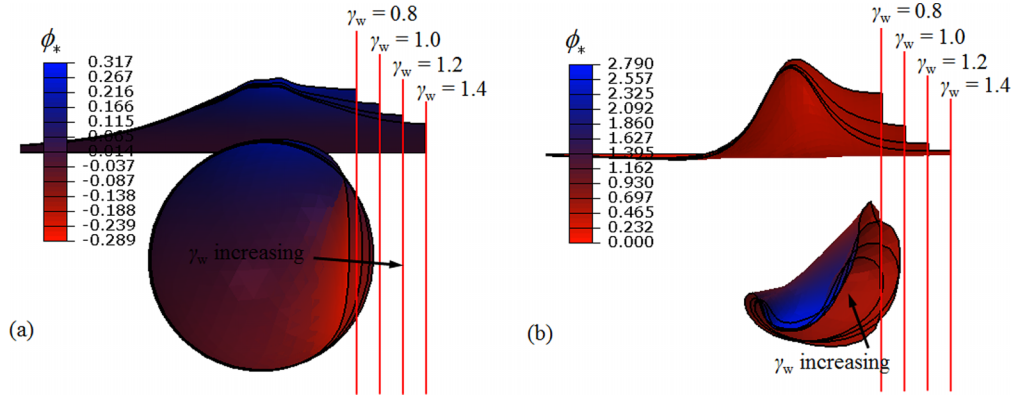 γw = 0.8
γw = 1.0
γw = 1.2
γw = 1.4
ϕ*
0.317
0.267
0.216
0.166
0.115
0.065
0.014
-0.037
-0.087
-0.138
-0.188
-0.239
-0.289
γw increasing
(a)
γw = 0.8
γw = 1.0
γw = 1.2
γw = 1.4
ϕ*
2.790
2.557
2.325
2.092
1.860
1.627
1.395
1.162
0.930
0.697
0.465
0.232
0.000
γw increasing
(b)